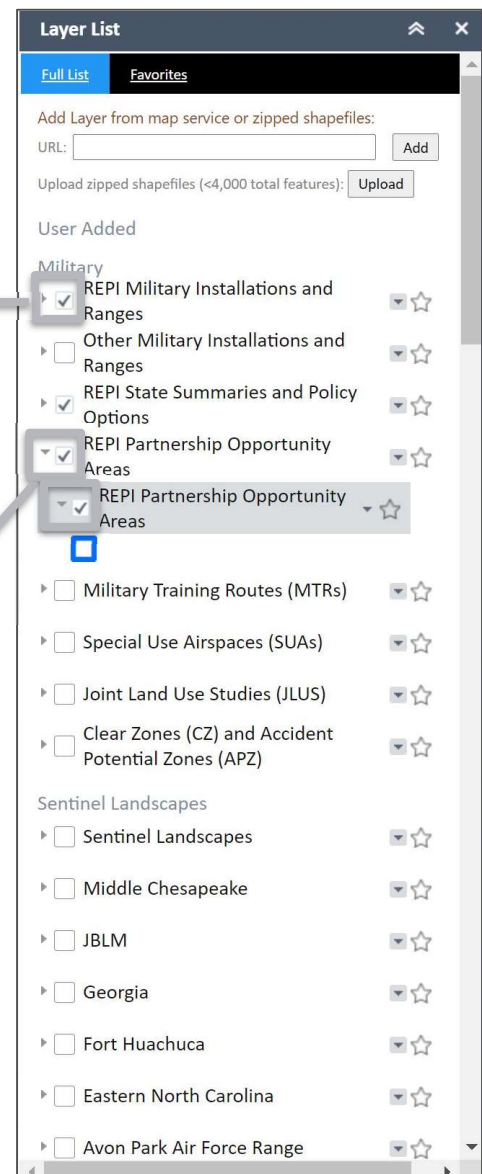 Layer List
Full List Favorites
Add Layer from map service or zipped shapefiles:
URL: Add
Upload zipped shapefiles (<4,000 total features): Upload
User Added
Military
REPI Military Installations and
Ranges
Other Military Installations and
Ranges
REPI State Summaries and Policy
Options
REPI Partnership Opportunity
Areas
REPI Partnership Opportunity
Areas
Military Training Routes (MTRs)
Special Use Airspaces (SUAs)
Joint Land Use Studies (JLUS)
Clear Zones (CZ) and Accident
Potential Zones (APZ)
Sentinel Landscapes
Sentinel Landscapes
Middle Chesapeake
JBLM
Georgia
Fort Huachuca
Eastern North Carolina
Avon Park Air Force Range